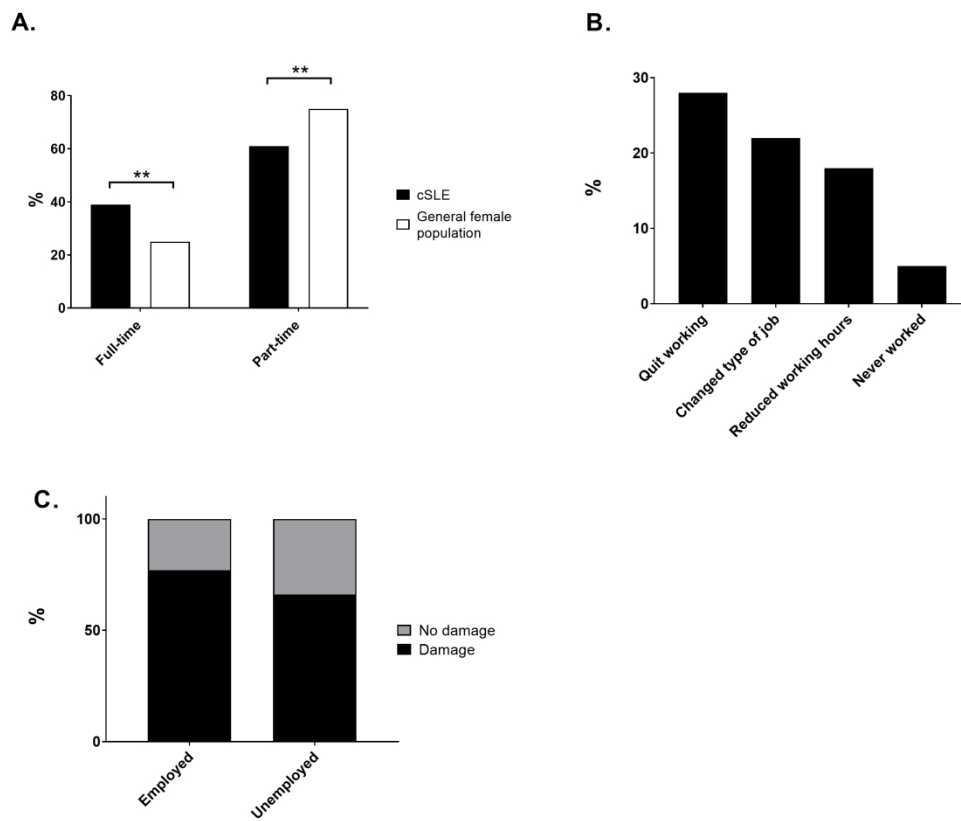 A.
**
**
80
60
40
20
0
%
Full-time
Part-time
cSLE
General female
population
B.
30
20
10
0
%
Quit working
Changed type of job
Reduced working hours
Never worked
C.
100
50
0
%
Employed
Unemployed
No damage
Damage